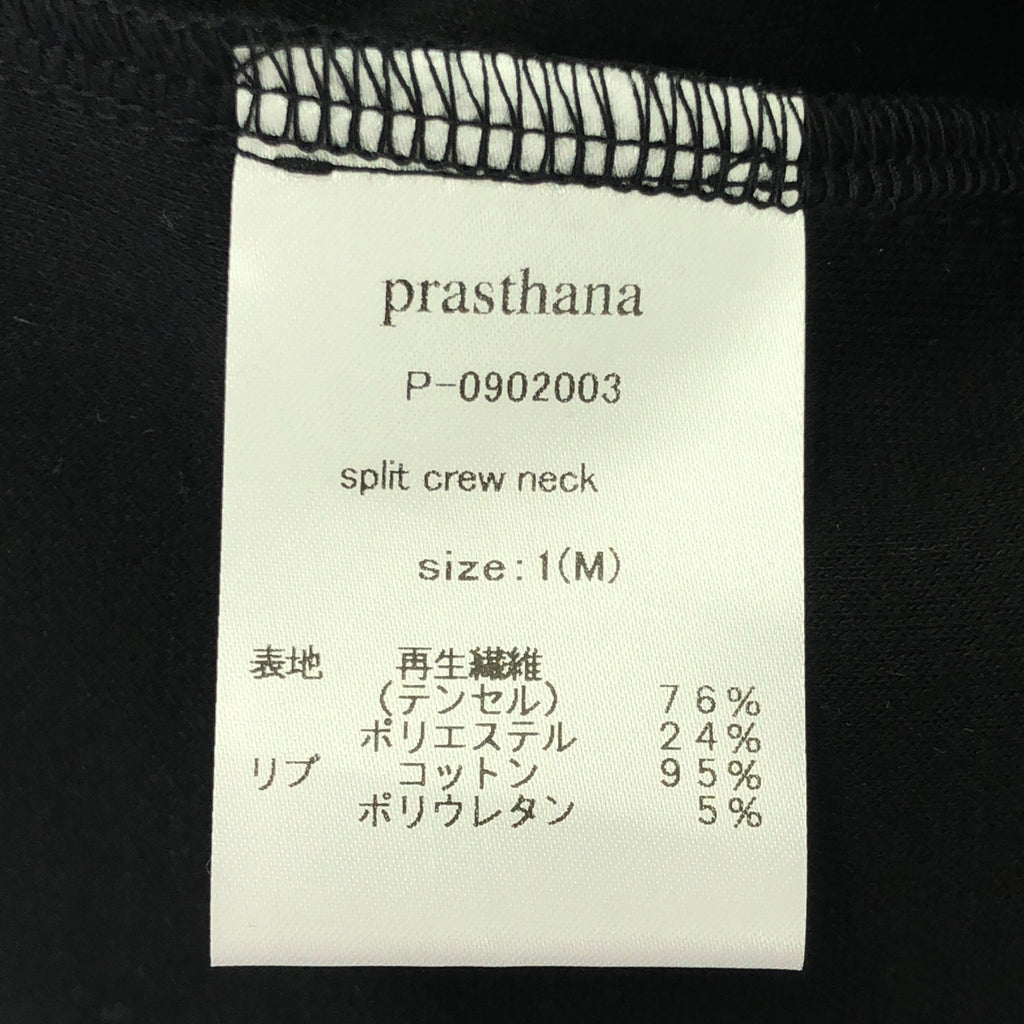 prasthana
P-0902003
split crew neck
size:1(M)
表地 再生繊維
(テンセル) 76%
ポリエステル 24%
リブ コットン 95%
ポリウレタン 5%